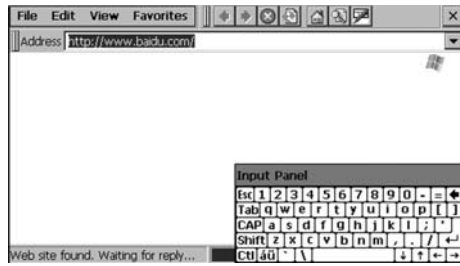 File Edit View Favorites
Address http://www.baidu.com/
Input Panel
Esc 1 2 3 4 5 6 7 8 9 0 - =
Tab q w e r t y u i o p [ ]
CAP a s d f g h j k l ; '
Shift z x c v b n m , . /
Ctl áü ` \
Web site found. Waiting for reply...